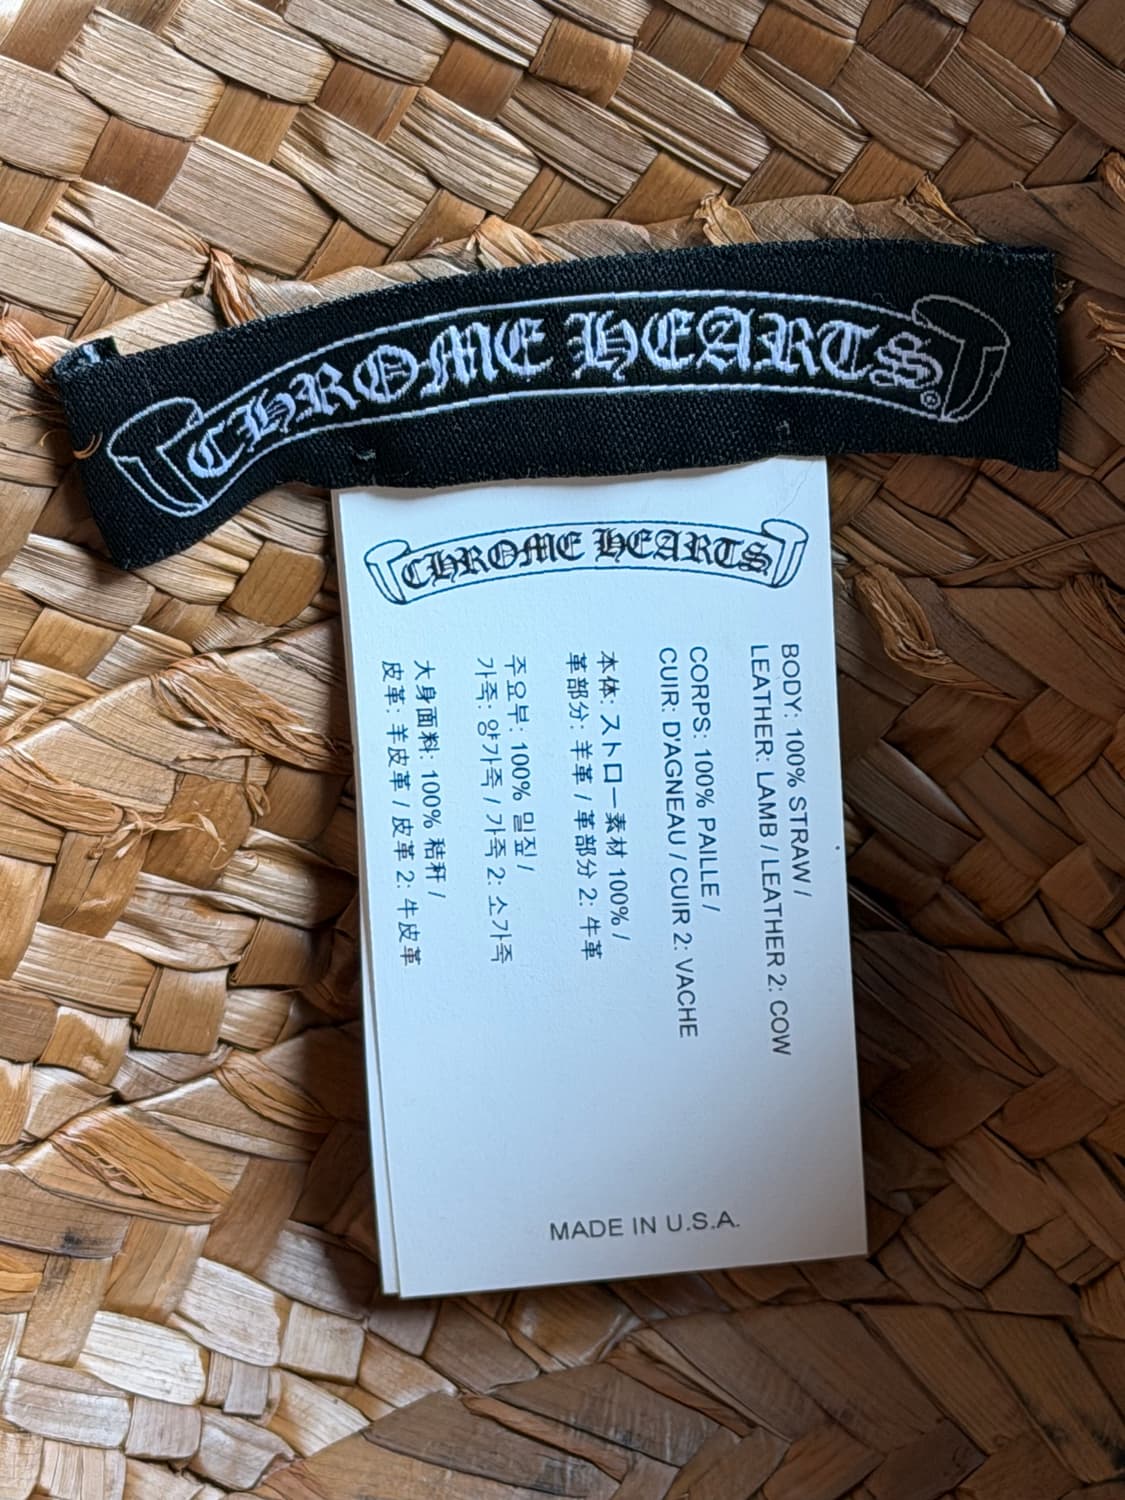 CHROME HEARTS®
CHROME HEARTS
BODY: 100% STRAW /
LEATHER: LAMB / LEATHER 2: COW
CORPS: 100% PAILLE /
CUIR: D'AGNEAU / CUIR 2: VACHE
本体: ストロー素材 100% /
革部分: 羊革 / 革部分 2: 牛革
주요부: 100% 밀짚 /
가죽: 양가죽 / 가죽 2: 소가죽
大身面料: 100% 秸秆 /
皮革: 羊皮革 / 皮革 2: 牛皮革
MADE IN U.S.A.